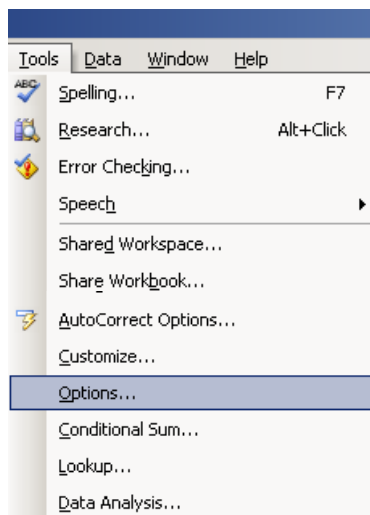 Tools Data Window Help
ABC
Spelling... F7
Research... Alt+Click
Error Checking...
Speech
Shared Workspace...
Share Workbook...
AutoCorrect Options...
Customize...
Options...
Conditional Sum...
Lookup...
Data Analysis...